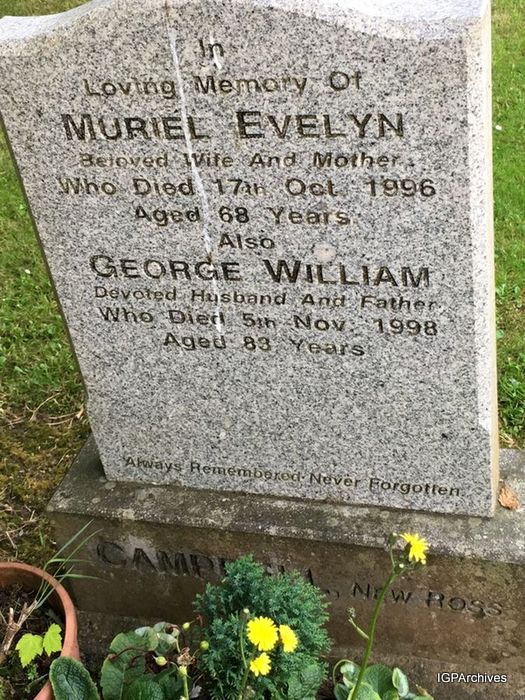 In
Loving Memory Of
MURIEL EVELYN
Beloved Wife And Mother
Who Died 17th Oct. 1996
Aged 68 Years.
Also
GEORGE WILLIAM
Devoted Husband And Father
Who Died 5th Nov. 1998
Aged 83 Years
Always Remembered Never Forgotten
CAMPBELL, NEW ROSS
IGPArchives